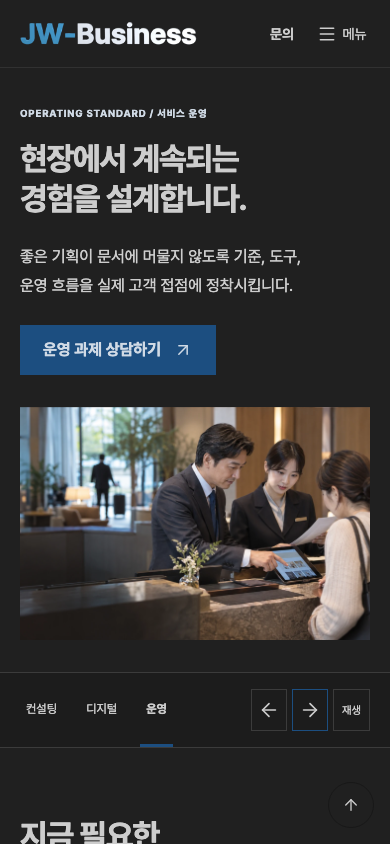 JW-Business
문의
메뉴
OPERATING STANDARD / 서비스 운영
현장에서 계속되는
경험을 설계합니다.
좋은 기획이 문서에 머물지 않도록 기준, 도구,
운영 흐름을 실제 고객 접점에 정착시킵니다.
운영 과제 상담하기
컨설팅
디지털
운영
재생
지금 필요한